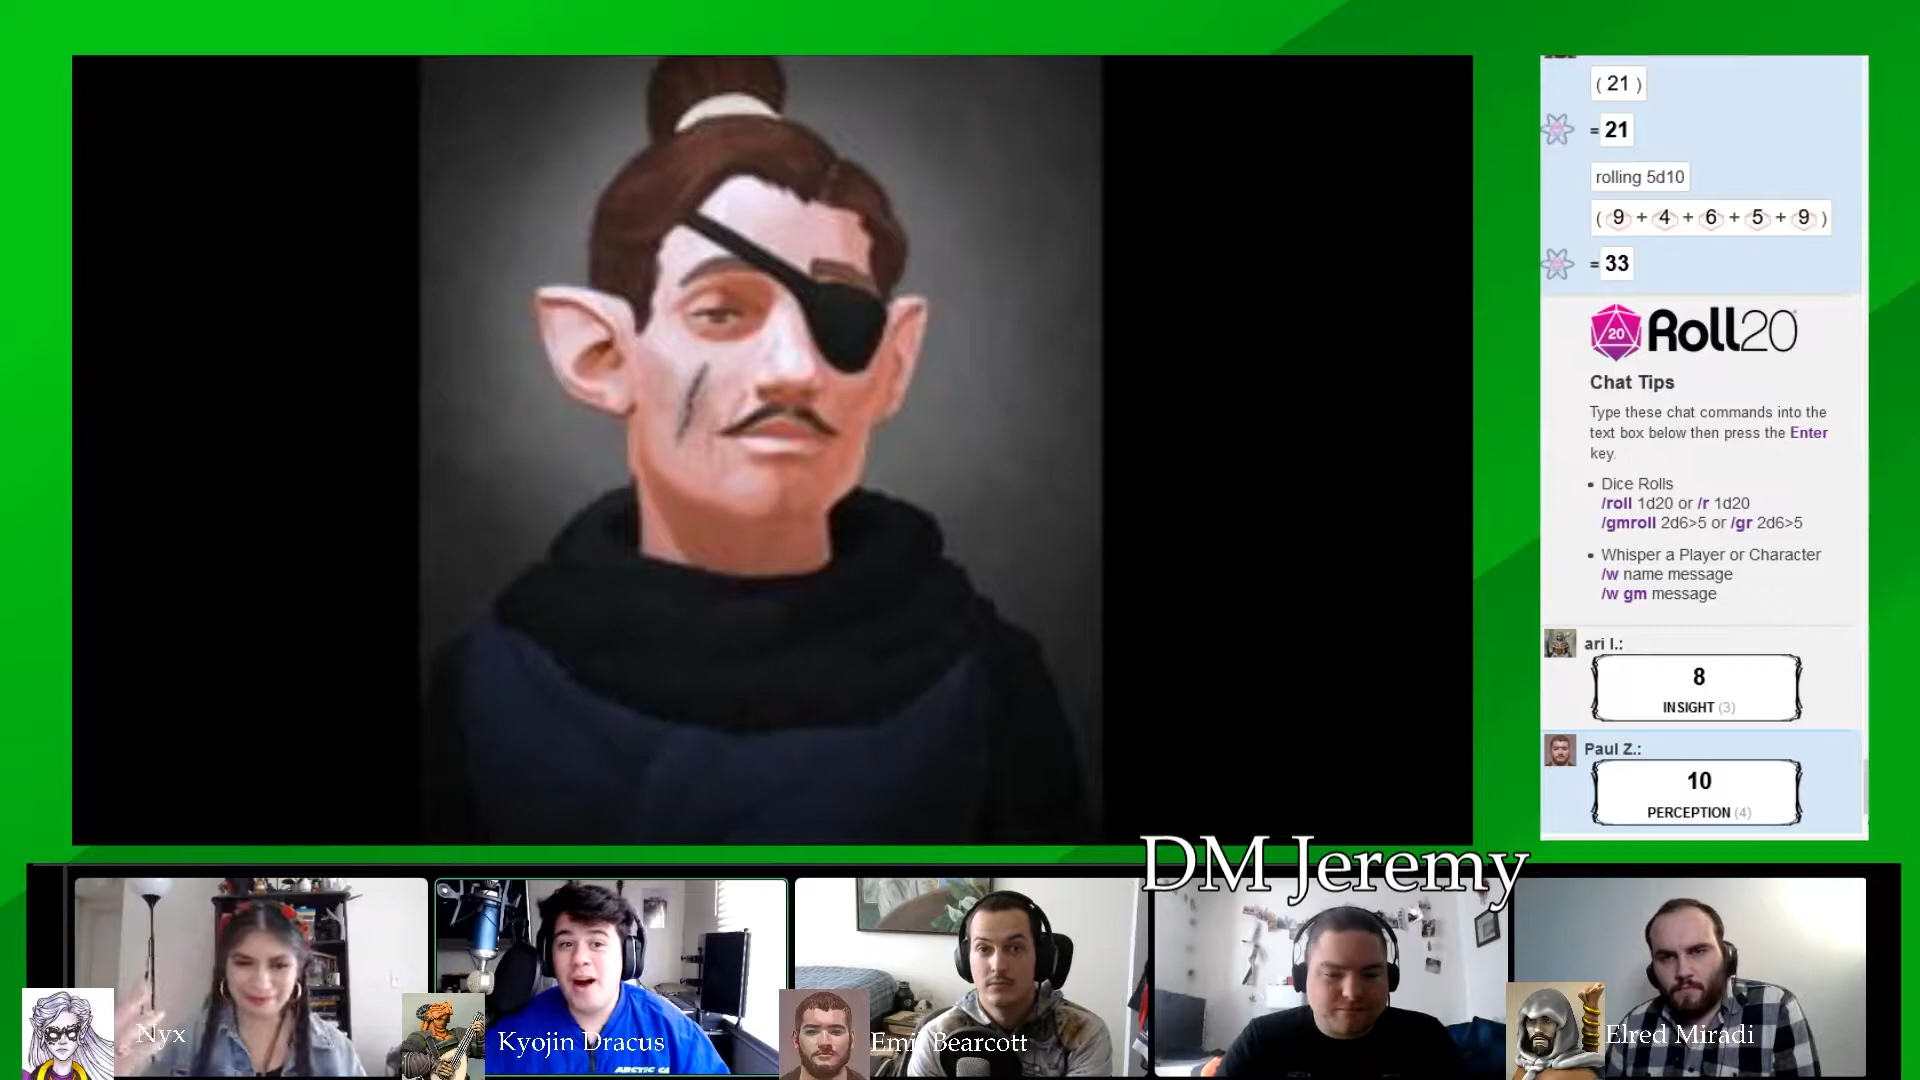 ( 21 )
= 21
rolling 5d10
( 9 + 4 + 6 + 5 + 9 )
= 33
20 Roll20
Chat Tips
Type these chat commands into the
text box below then press the Enter
key.
• Dice Rolls
/roll 1d20 or /r 1d20
/gmroll 2d6>5 or /gr 2d6>5
• Whisper a Player or Character
/w name message
/w gm message
ari I.:
8
INSIGHT (3)
Paul Z.:
10
PERCEPTION (4)
DM Jeremy
Nyx
Kyojin Dracus
Bearcott
Elred Miradi